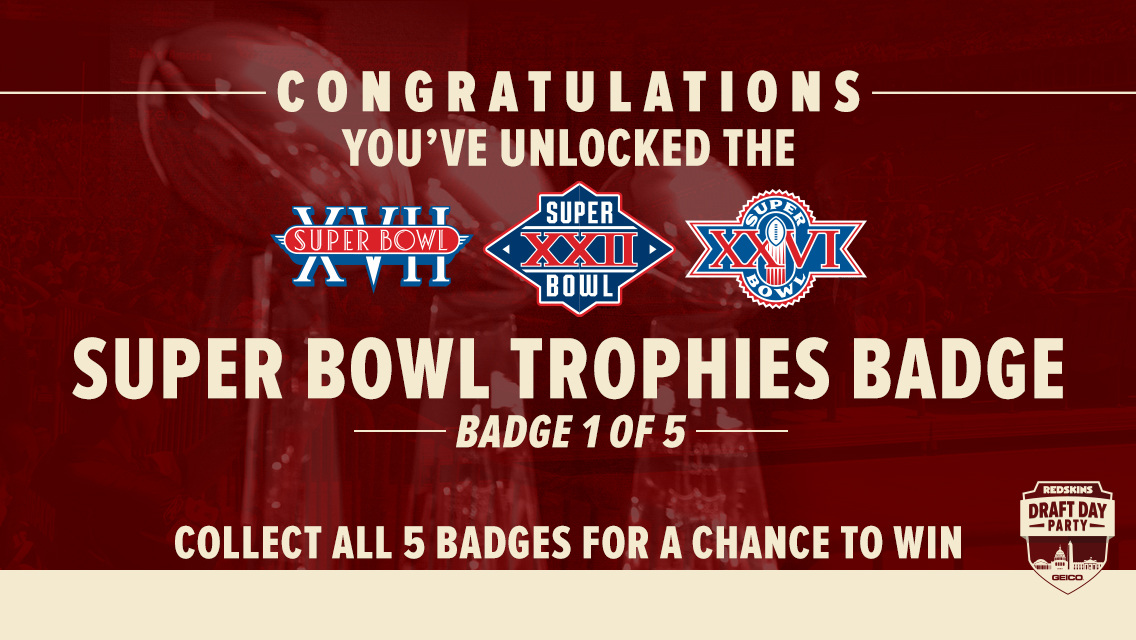 CONGRATULATIONS
YOU'VE UNLOCKED THE
XVII
SUPER BOWL
SUPER
XXII
BOWL
SUPER
XXVI
BOWL
SUPER BOWL TROPHIES BADGE
BADGE 1 OF 5
COLLECT ALL 5 BADGES FOR A CHANCE TO WIN
REDSKINS
DRAFT DAY
PARTY
GEICO